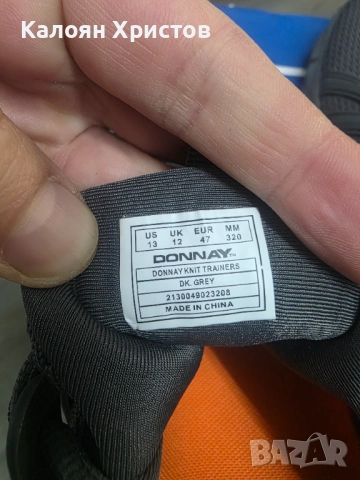 Калоян Христов
US UK EUR MM
13 12 47 320
DONNAY™
DONNAY KNIT TRAINERS
DK. GREY
2130049023208
MADE IN CHINA
BAZAR